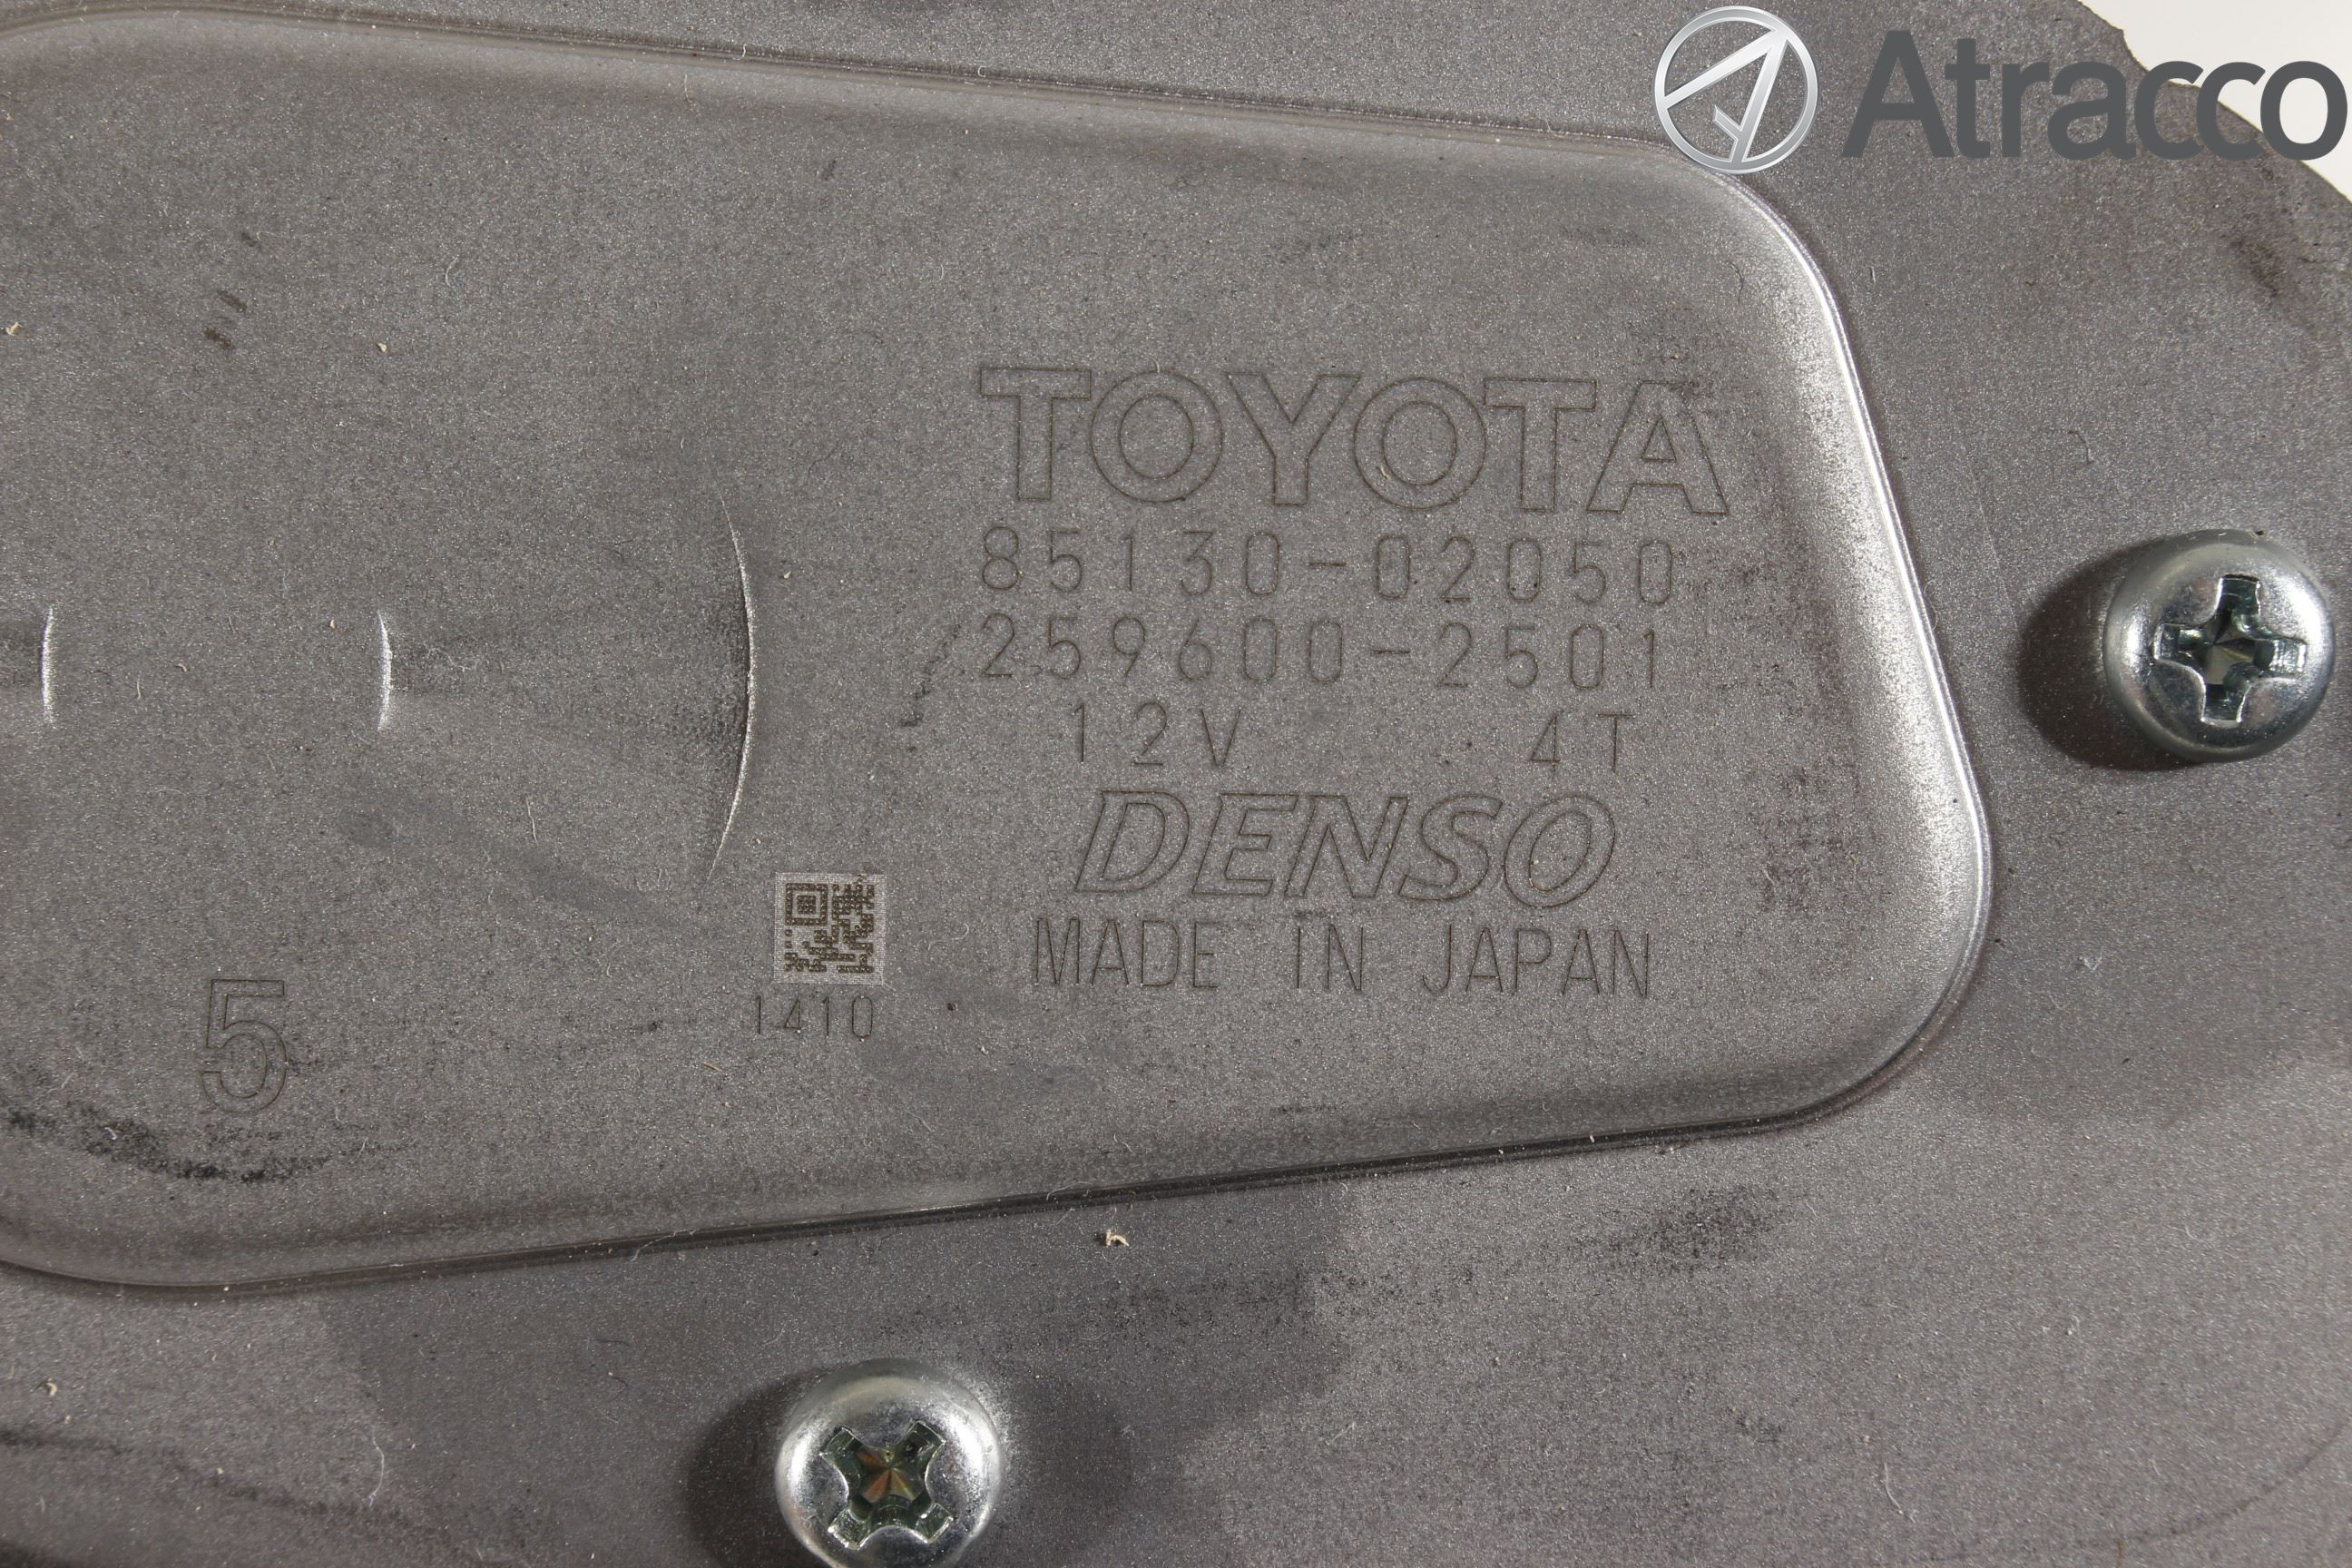 Atracco
TOYOTA
85130-02050
259600-2501
12V 4T
DENSO
MADE IN JAPAN
1410
5